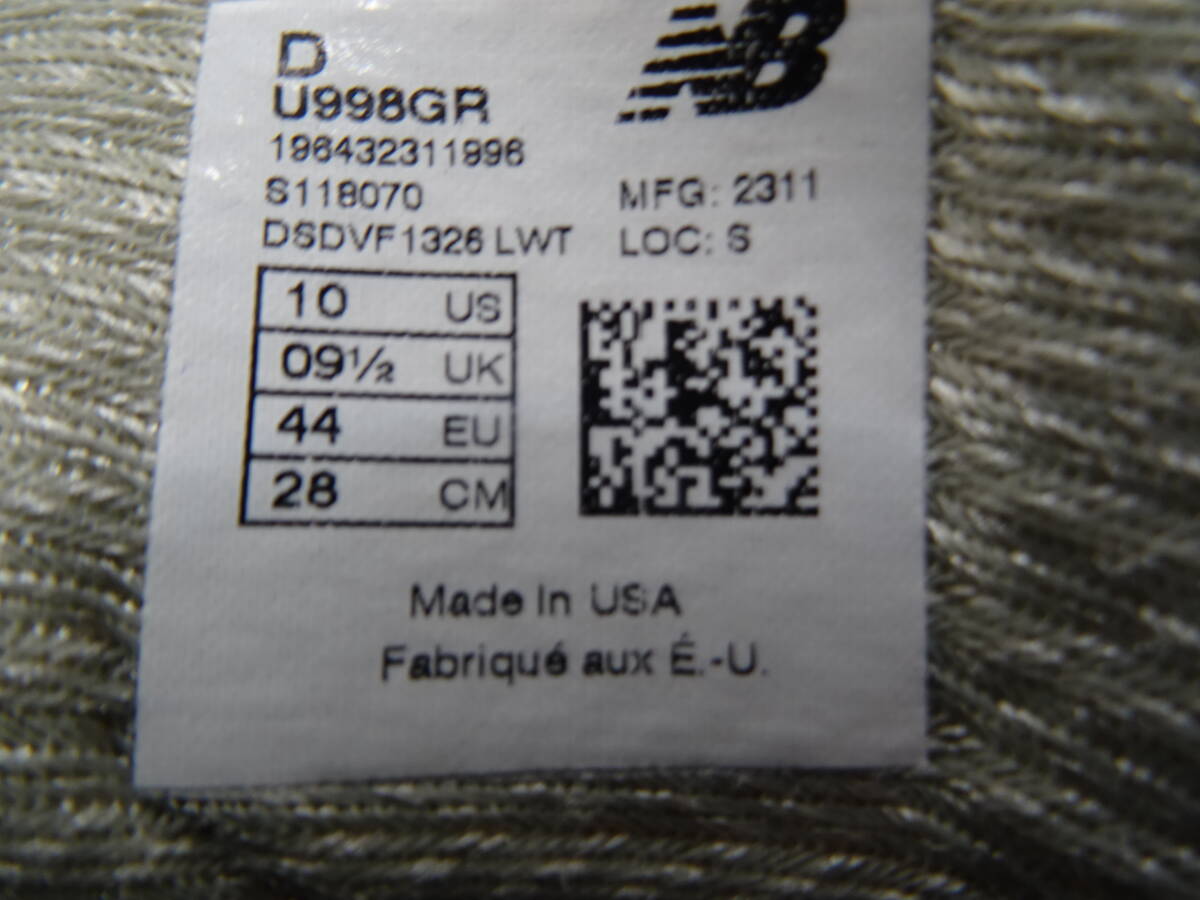 D
NB
U998GR
196432311996
S118070
MFG: 2311
DSDVF1326 LWT
LOC: S
10 US
09½ UK
44 EU
28 CM
Made in USA
Fabriqué aux É.-U.